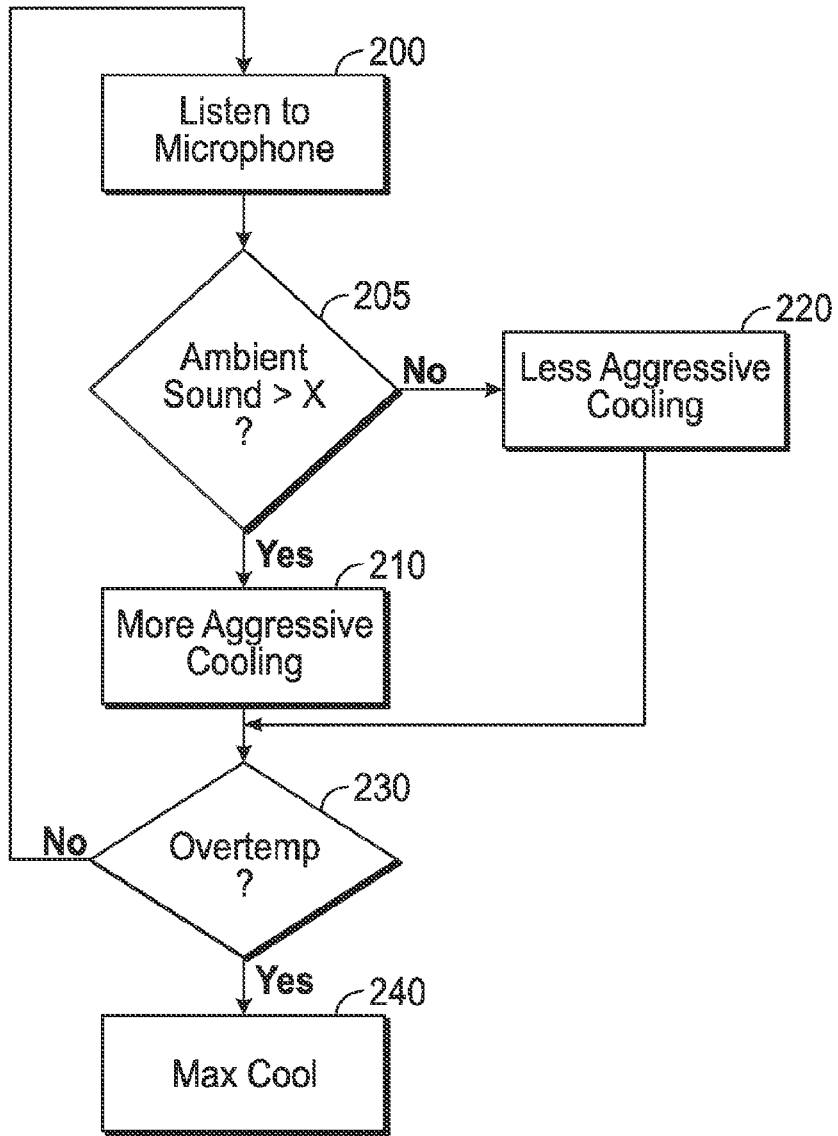 200
Listen to
Microphone
205
Ambient
Sound > X
?
No
220
Less Aggressive
Cooling
Yes
210
More Aggressive
Cooling
230
Overtemp
?
No
Yes
240
Max Cool